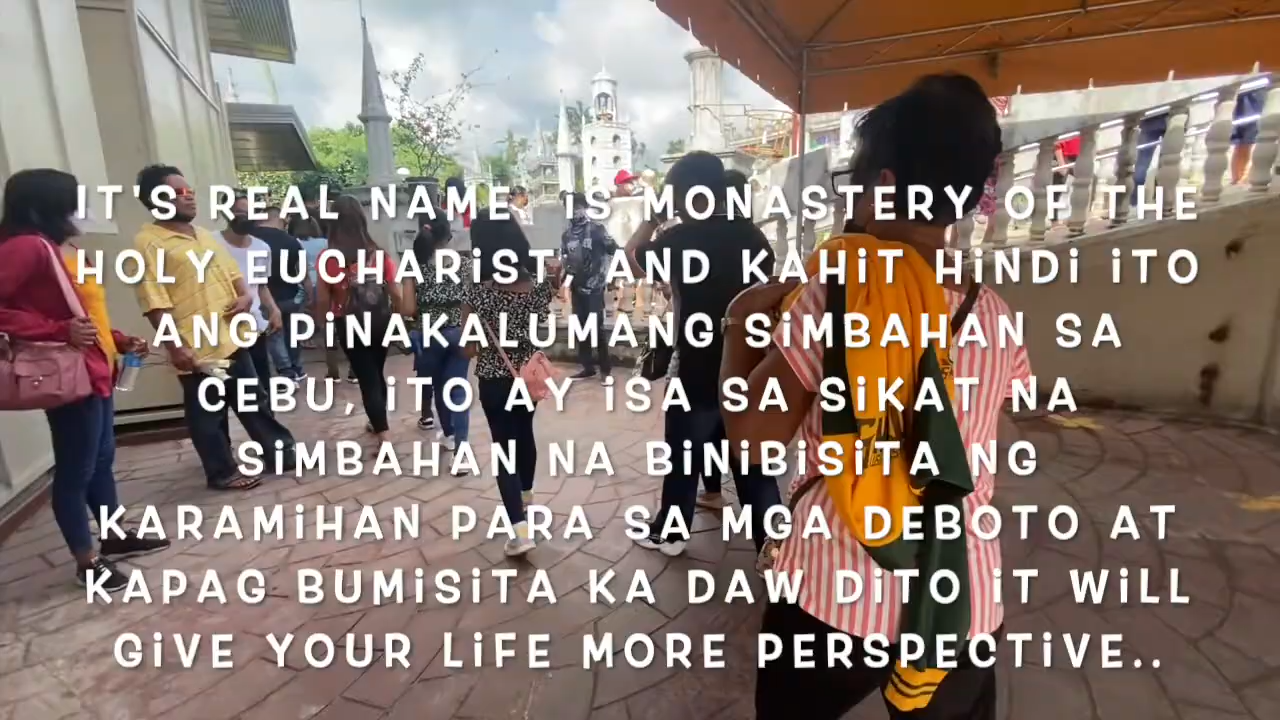 IT'S REAL NAME, iS MONASTERY OF THE
HOLY EUCHARiST, AND KAHiT HiNDi iTO
ANG PiNAKALUMANG SiMBAHAN SA
CEBU, iTO AY iSA SA SiKAT NA
SiMBAHAN NA BiNiBiSiTA NG
KARAMiHAN PARA SA MGA DEBOTO AT
KAPAG BUMiSiTA KA DAW DiTO iT WiLL
GiVE YOUR LiFE MORE PERSPECTiVE..